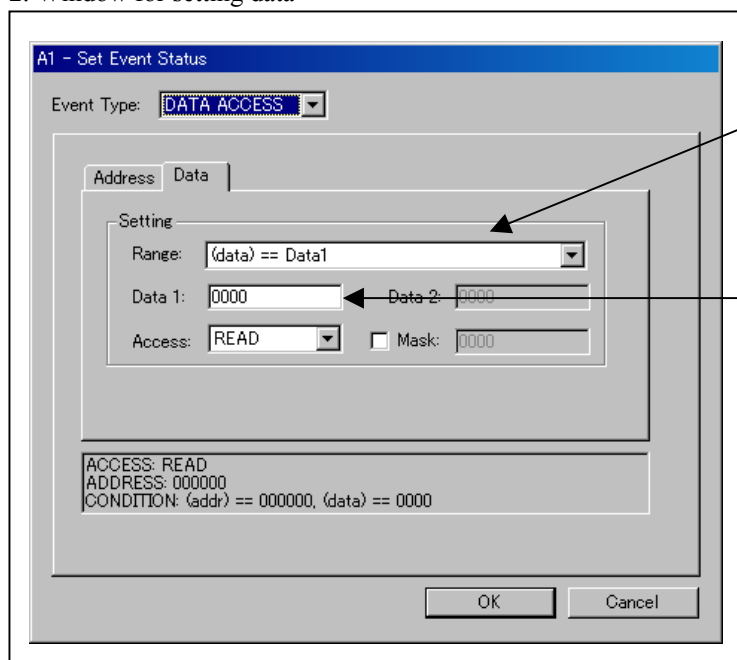 2. Window for setting data
A1 - Set Event Status
Event Type: DATA ACCESS
Address Data
Setting
Range: (data) == Data1
Data 1: 0000 Data 2: 0000
Access: READ Mask: 0000
ACCESS: READ
ADDRESS: 000000
CONDITION: (addr) == 000000, (data) == 0000
OK Cancel